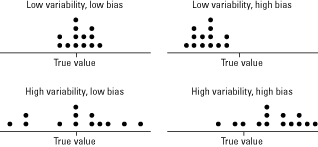 Low variability, low bias
Low variability, high bias
True value
True value
High variability, low bias
High variability, high bias
True value
True value